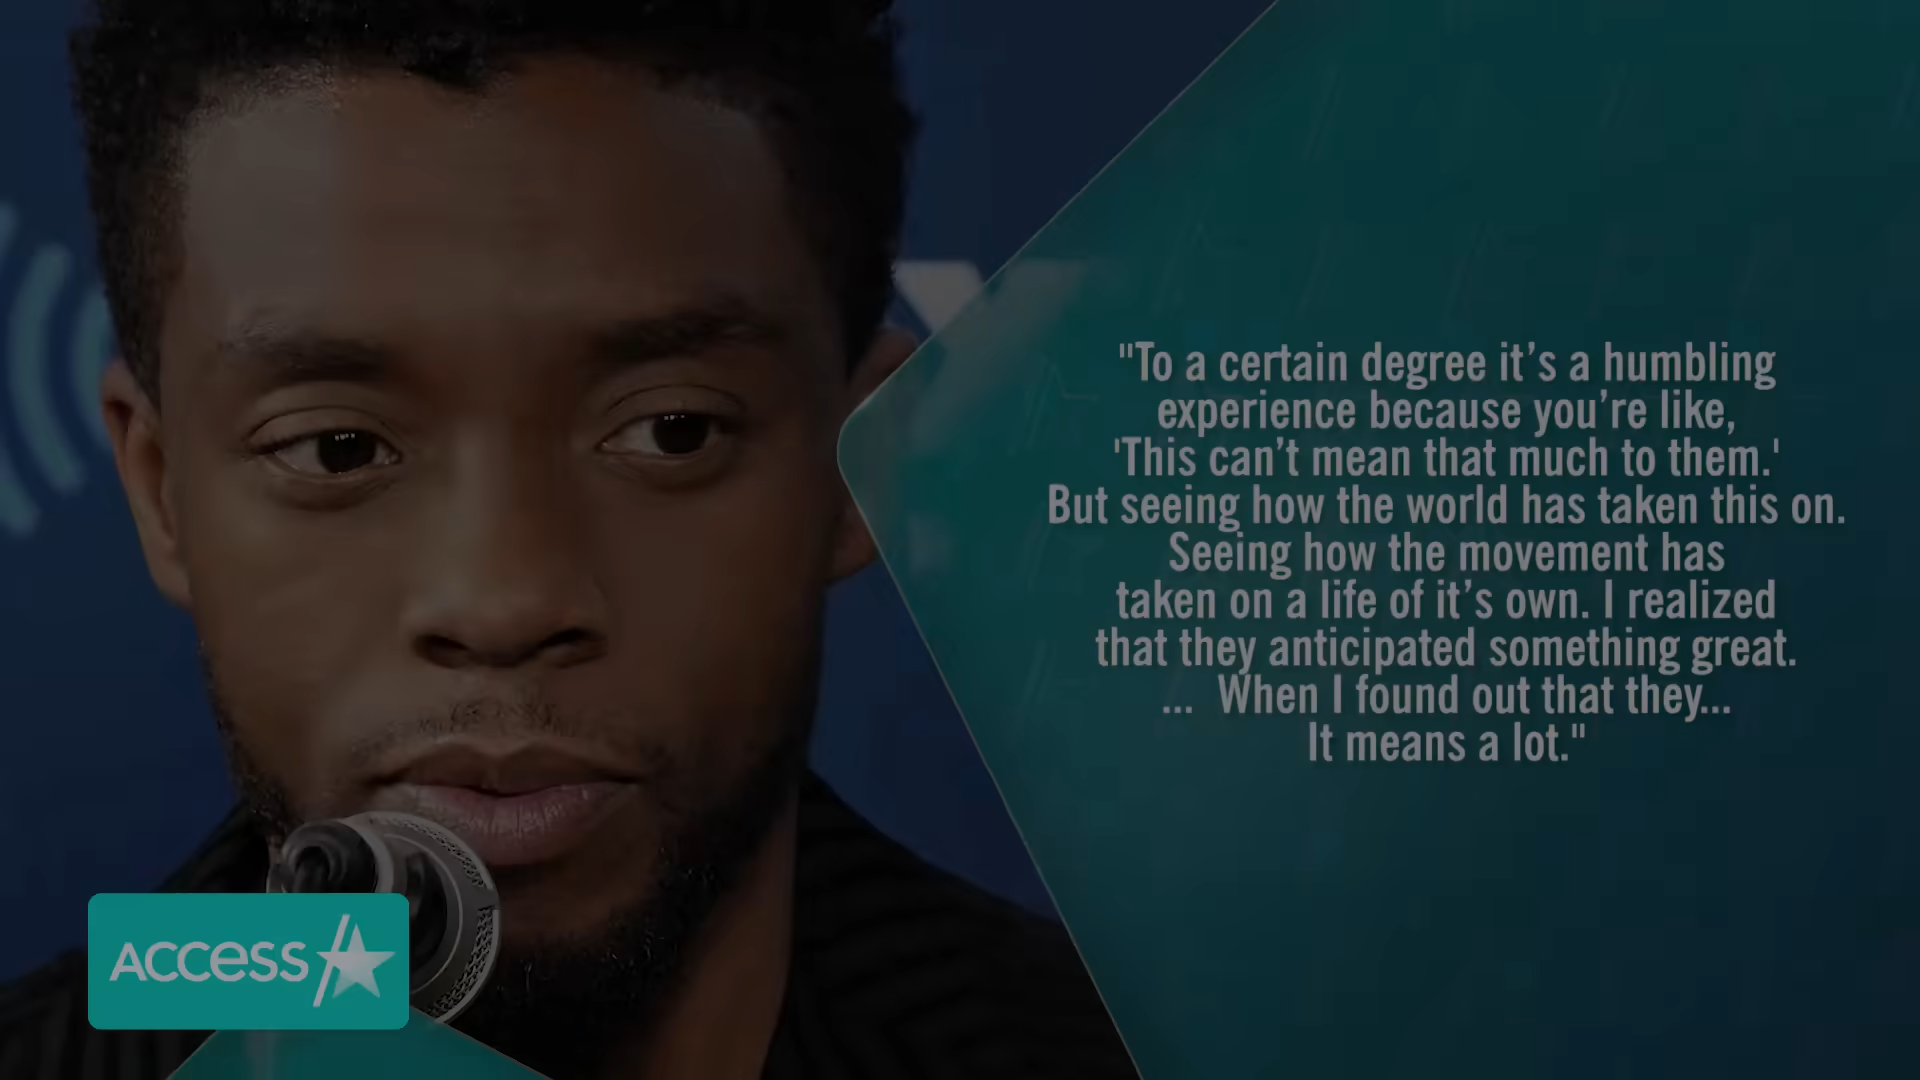 "To a certain degree it’s a humbling
experience because you’re like,
'This can’t mean that much to them.'
But seeing how the world has taken this on.
Seeing how the movement has
taken on a life of it’s own. I realized
that they anticipated something great.
... When I found out that they...
It means a lot."
ACCESS